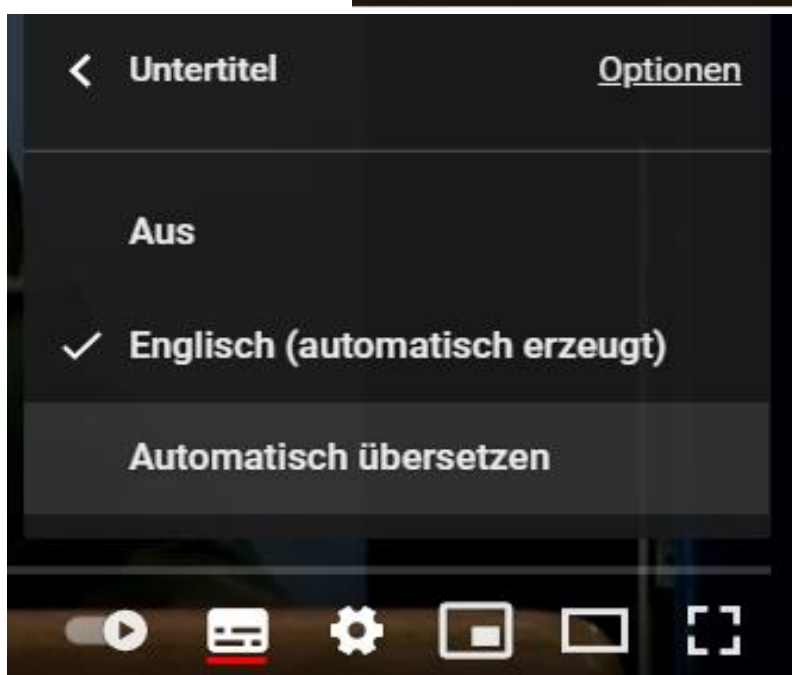 Untertitel Optionen
Aus
Englisch (automatisch erzeugt)
Automatisch übersetzen